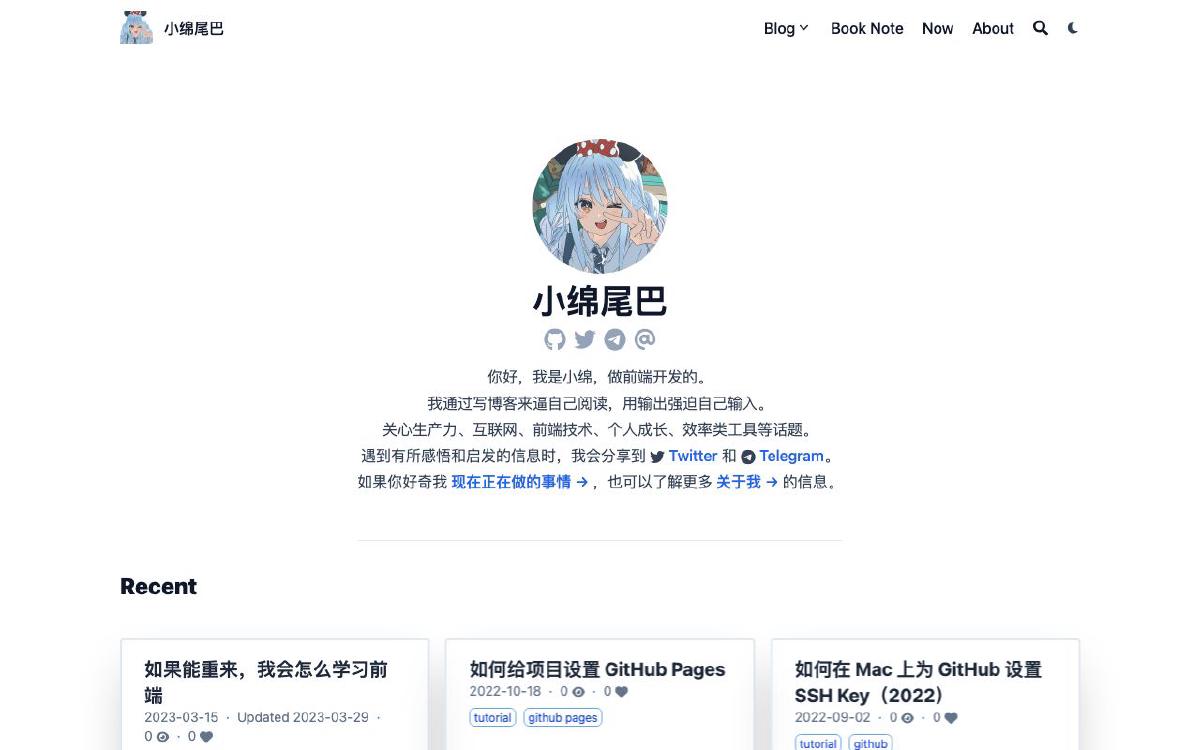 小绵尾巴
Blog Book Note Now About
小绵尾巴
你好，我是小绵，做前端开发的。
我通过写博客来逼自己阅读，用输出强迫自己输入。
关心生产力、互联网、前端技术、个人成长、效率类工具等话题。
遇到有所感悟和启发的信息时，我会分享到 Twitter 和 Telegram。
如果你好奇我 现在正在做的事情 → ，也可以了解更多 关于我 → 的信息。
Recent
如果能重来，我会怎么学习前
端
2023-03-15 · Updated 2023-03-29 ·
0 · 0
如何给项目设置 GitHub Pages
2022-10-18 · 0 · 0
tutorial github pages
如何在 Mac 上为 GitHub 设置
SSH Key（2022）
2022-09-02 · 0 · 0
tutorial github